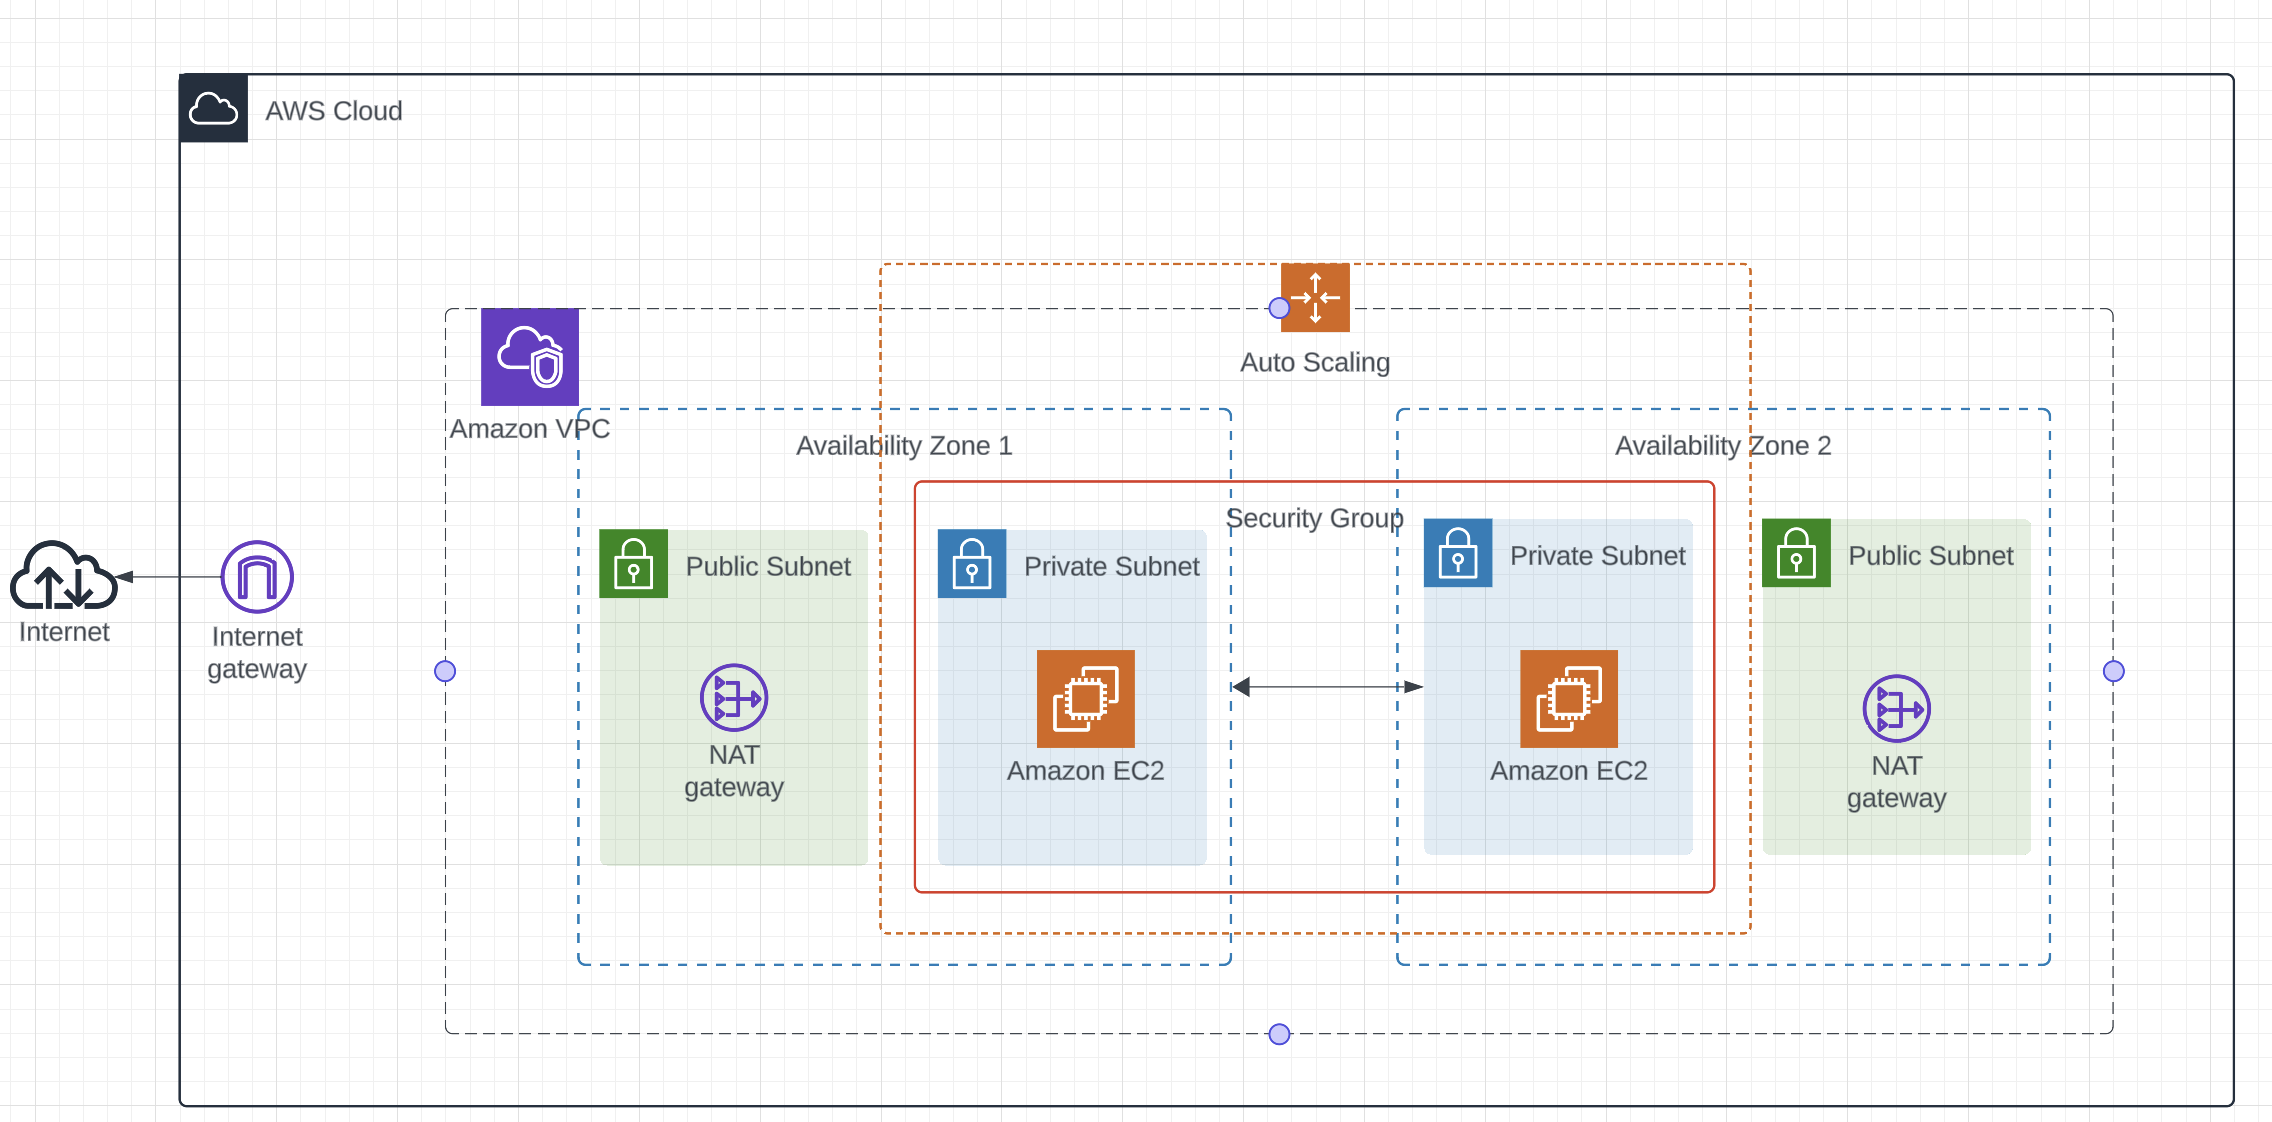 AWS Cloud
Auto Scaling
Amazon VPC
Availability Zone 1
Availability Zone 2
Security Group
Public Subnet
Private Subnet
Private Subnet
Public Subnet
Internet
Internet
gateway
NAT
gateway
Amazon EC2
Amazon EC2
NAT
gateway